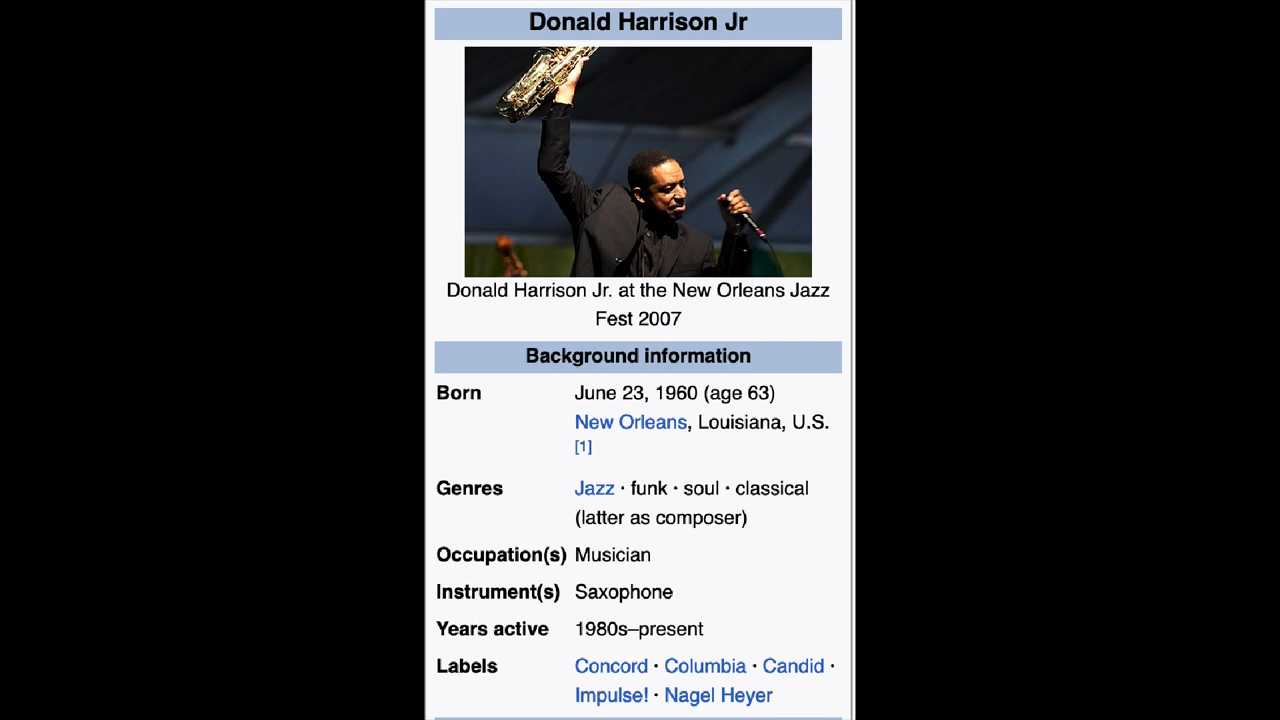 Donald Harrison Jr
Donald Harrison Jr. at the New Orleans Jazz
Fest 2007
Background information
Born June 23, 1960 (age 63)
New Orleans, Louisiana, U.S.
[1]
Genres Jazz · funk · soul · classical
(latter as composer)
Occupation(s) Musician
Instrument(s) Saxophone
Years active 1980s–present
Labels Concord · Columbia · Candid ·
Impulse! · Nagel Heyer